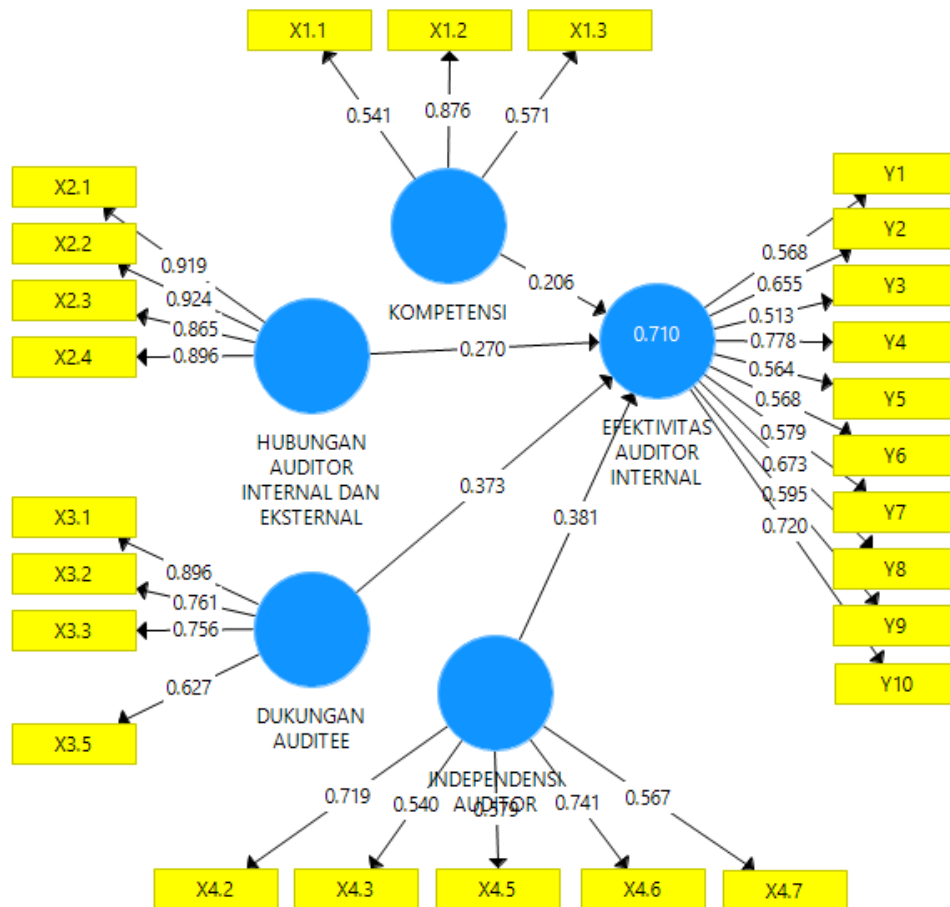 X1.1
X1.2
X1.3
0.541
0.876
0.571
X2.1
X2.2
X2.3
X2.4
0.919
0.924
0.865
0.896
KOMPETENSI
0.206
HUBUNGAN
AUDITOR
INTERNAL DAN
EKSTERNAL
0.270
0.710
EFEKTIVITAS
AUDITOR
INTERNAL
Y1
Y2
Y3
Y4
Y5
Y6
Y7
Y8
Y9
Y10
0.568
0.655
0.513
0.778
0.564
0.568
0.579
0.673
0.595
0.720
X3.1
X3.2
X3.3
X3.5
0.896
0.761
0.756
0.627
DUKUNGAN
AUDITEE
0.373
0.381
INDEPENDENSI
AUDITOR
0.719
0.540
0.579
0.741
0.567
X4.2
X4.3
X4.5
X4.6
X4.7